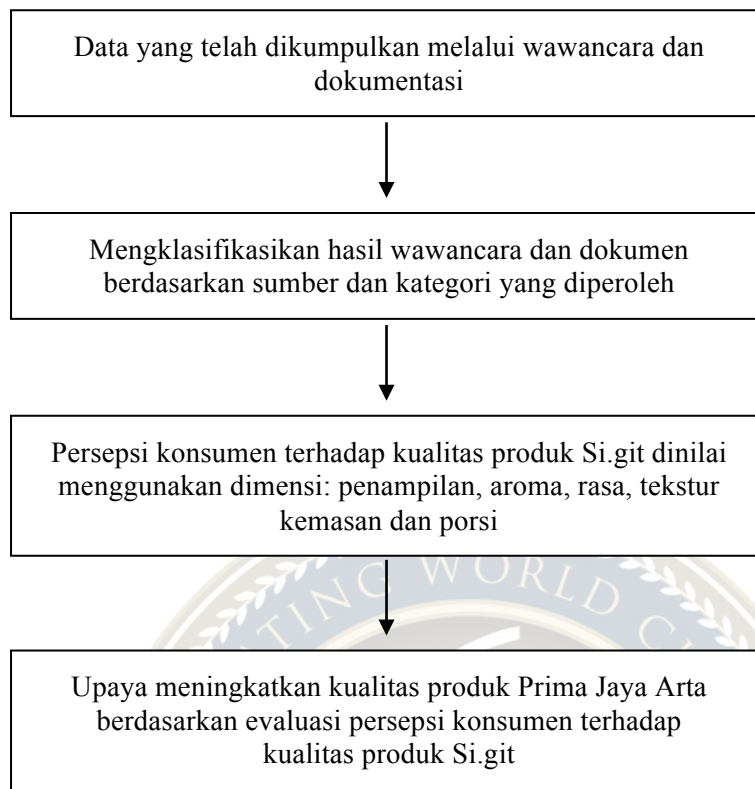 Data yang telah dikumpulkan melalui wawancara dan
dokumentasi
Mengklasifikasikan hasil wawancara dan dokumen
berdasarkan sumber dan kategori yang diperoleh
Persepsi konsumen terhadap kualitas produk Si.git dinilai
menggunakan dimensi: penampilan, aroma, rasa, tekstur
kemasan dan porsi
TING WORLD C
Upaya meningkatkan kualitas produk Prima Jaya Arta
berdasarkan evaluasi persepsi konsumen terhadap
kualitas produk Si.git